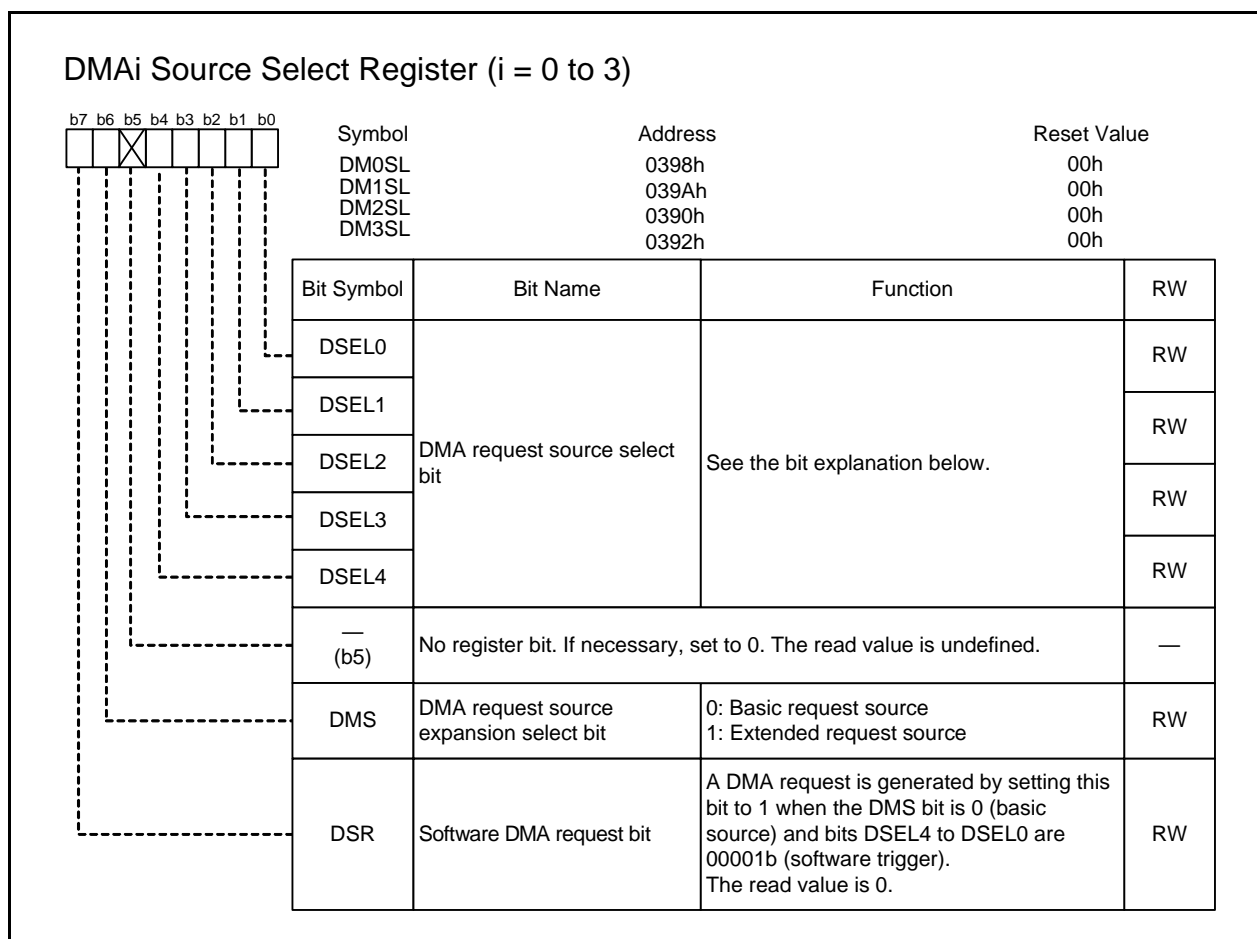 DMAi Source Select Register (i = 0 to 3)
b7 b6 b5 b4 b3 b2 b1 b0
Symbol Address Reset Value
DM0SL 0398h 00h
DM1SL 039Ah 00h
DM2SL 0390h 00h
DM3SL 0392h 00h
Bit Symbol Bit Name Function RW
DSEL0 RW
DSEL1 RW
DMA request source select
bit
See the bit explanation below.
DSEL2
DSEL3 RW
DSEL4 RW
—
(b5)
No register bit. If necessary, set to 0. The read value is undefined. —
DMS
DMA request source
expansion select bit
0: Basic request source
1: Extended request source
RW
DSR
Software DMA request bit
A DMA request is generated by setting this
bit to 1 when the DMS bit is 0 (basic
source) and bits DSEL4 to DSEL0 are
00001b (software trigger).
The read value is 0.
RW